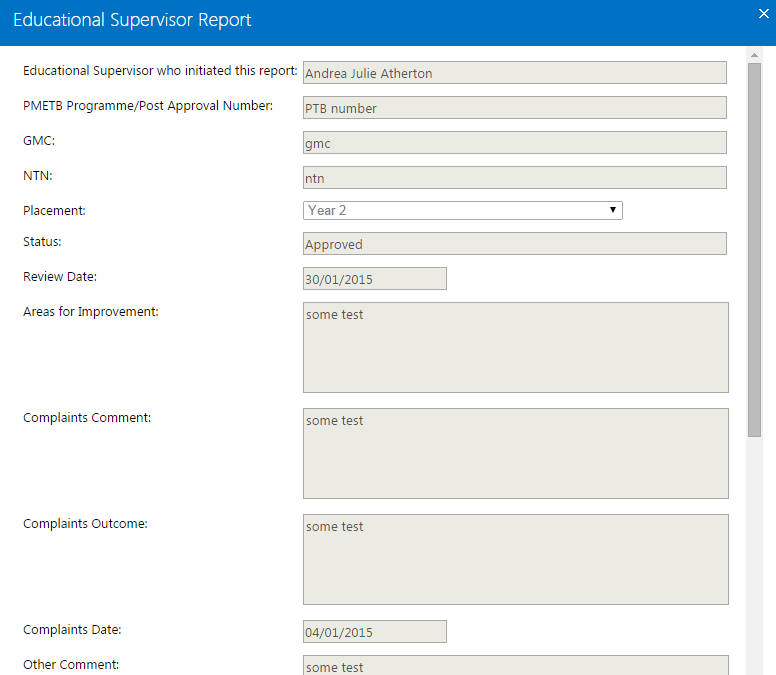 Educational Supervisor Report
Educational Supervisor who initiated this report: Andrea Julie Atherton
PMETB Programme/Post Approval Number: PTB number
GMC: gmc
NTN: ntn
Placement: Year 2
Status: Approved
Review Date: 30/01/2015
Areas for Improvement: some test
Complaints Comment: some test
Complaints Outcome: some test
Complaints Date: 04/01/2015
Other Comment: some test